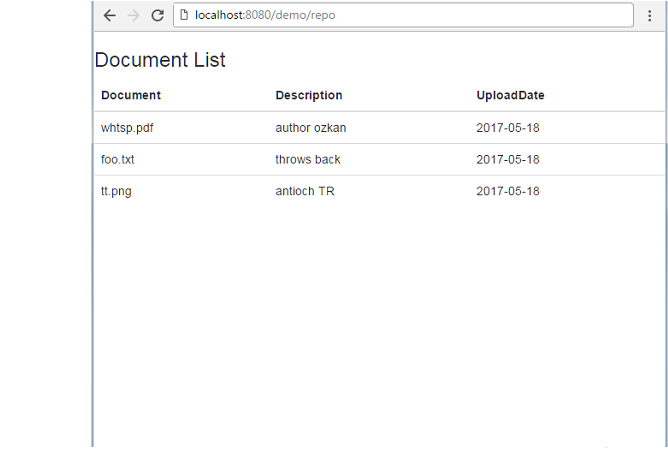 localhost:8080/demo/repo
Document List
Document Description UploadDate
whtsp.pdf author ozkan 2017-05-18
foo.txt throws back 2017-05-18
tt.png antioch TR 2017-05-18